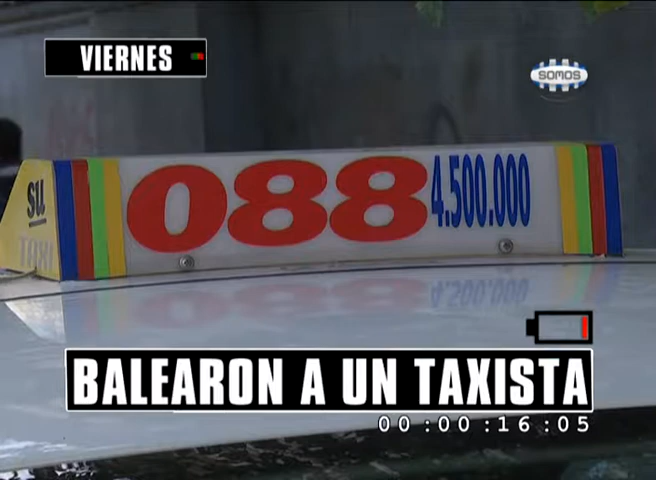 VIERNES
SOMOS
SU
TAXI
088 4.500.000
BALEARON A UN TAXISTA
00:00:16:05